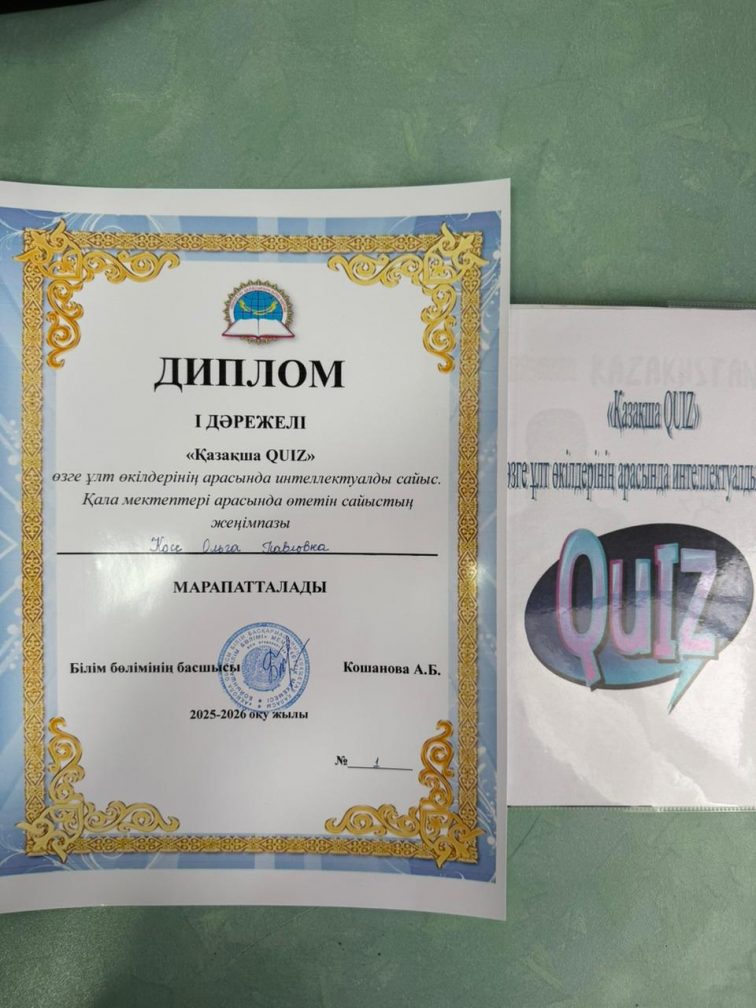 ДИПЛОМ
І ДӘРЕЖЕЛІ
«Қазақша QUIZ»
өзге ұлт өкілдерінің арасында интеллектуалды сайыс.
Қала мектептері арасында өтетін сайыстың
жеңімпазы
Ольга Павловна
МАРАПАТТАЛАДЫ
Білім бөлімінің басшысы Кошанова А.Б.
2025-2026 оқу жылы
№ 1
KAZAKHSTAN
«Қазақша QUIZ»
өзге ұлт өкілдерінің арасында интеллектуалды
QUIZ